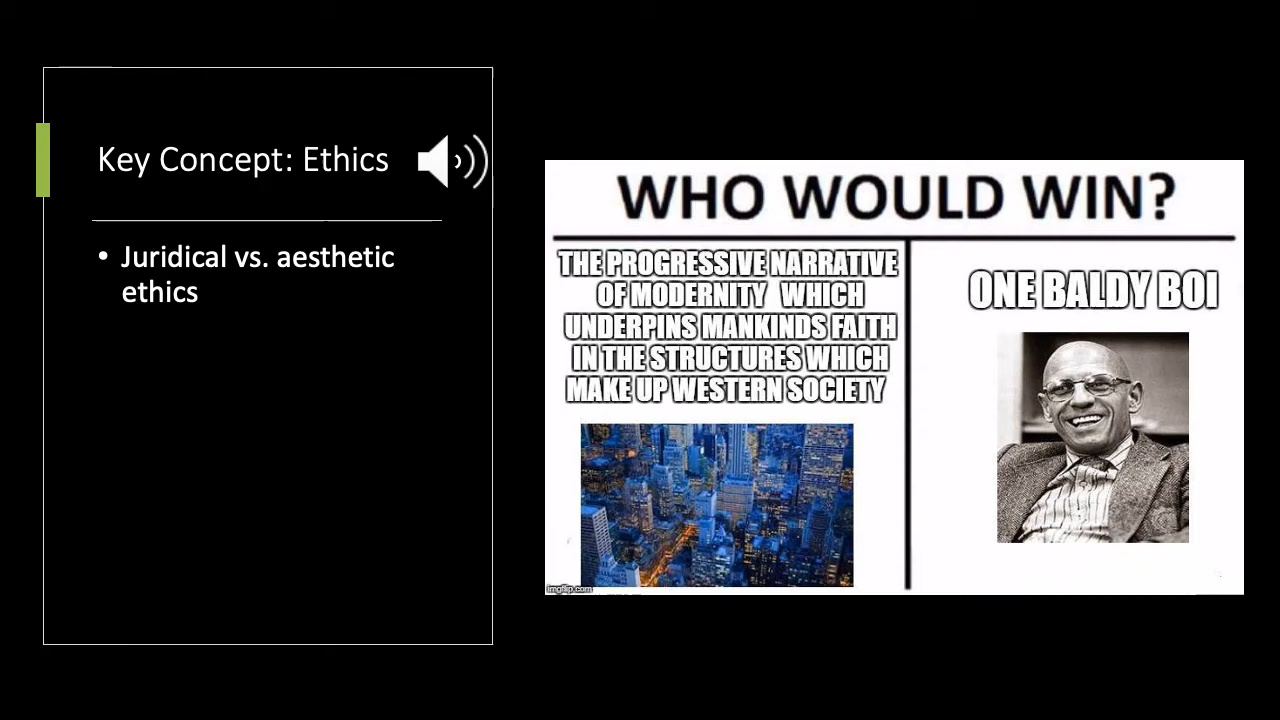 Key Concept: Ethics
• Juridical vs. aesthetic
ethics
WHO WOULD WIN?
THE PROGRESSIVE NARRATIVE
OF MODERNITY WHICH
UNDERPINS MANKINDS FAITH
IN THE STRUCTURES WHICH
MAKE UP WESTERN SOCIETY
ONE BALDY BOI
imgflip.com